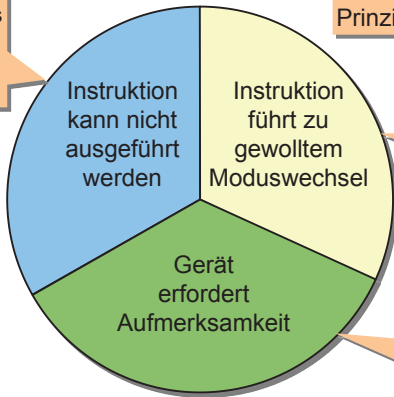 s
Prinzi
Instruktion
kann nicht
ausgeführt
werden
Instruktion
führt zu
gewolltem
Moduswechsel
Gerät
erfordert
Aufmerksamkeit